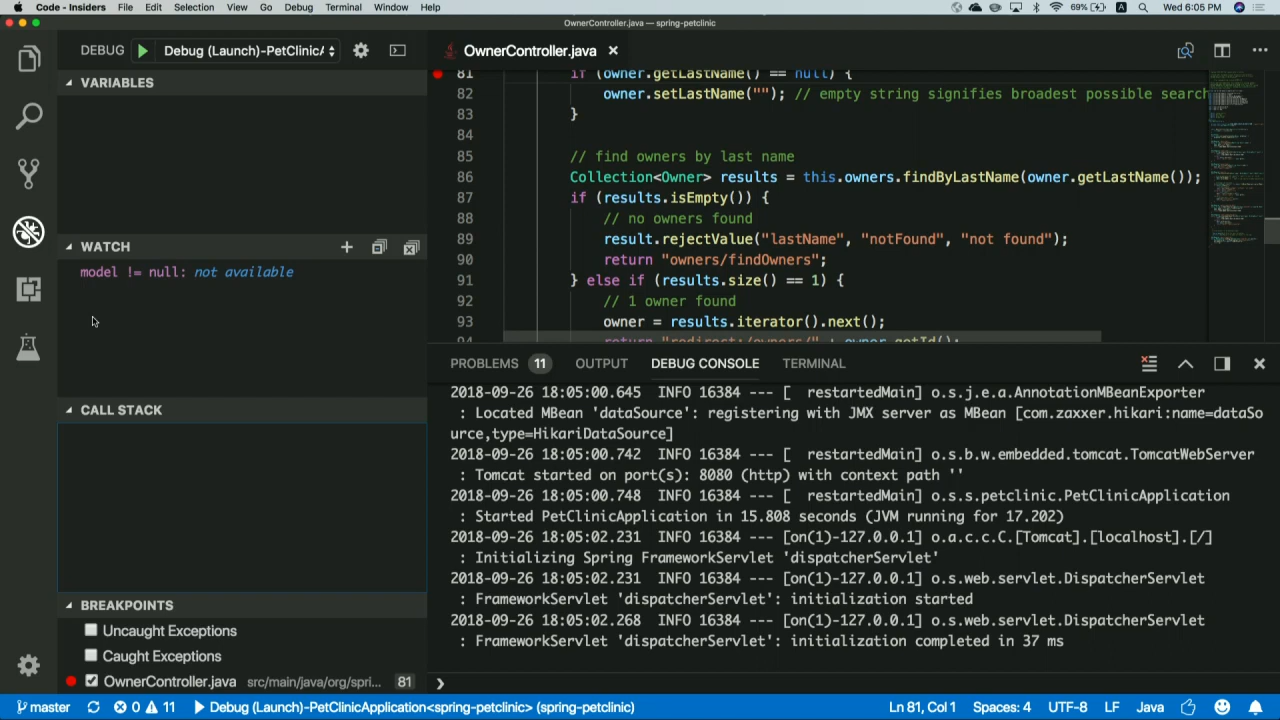 Code - Insiders File Edit Selection View Go Debug Terminal Window Help 69% A Wed 6:05 PM
OwnerController.java — spring-petclinic
DEBUG Debug (Launch)-PetClinicA
VARIABLES
WATCH
model != null: not available
CALL STACK
BREAKPOINTS
Uncaught Exceptions
Caught Exceptions
OwnerController.java src/main/java/org/spri... 81
OwnerController.java
81 if (owner.getLastName() == null) {
82 owner.setLastName(""); // empty string signifies broadest possible search
83 }
84
85 // find owners by last name
86 Collection<Owner> results = this.owners.findByLastName(owner.getLastName());
87 if (results.isEmpty()) {
88 // no owners found
89 result.rejectValue("lastName", "notFound", "not found");
90 return "owners/findOwners";
91 } else if (results.size() == 1) {
92 // 1 owner found
93 owner = results.iterator().next();
94 return "redirect:/owners/" + owner.getId();
PROBLEMS 11 OUTPUT DEBUG CONSOLE TERMINAL
2018-09-26 18:05:00.645 INFO 16384 --- [ restartedMain] o.s.j.e.a.AnnotationMBeanExporter
: Located MBean 'dataSource': registering with JMX server as MBean [com.zaxxer.hikari:name=dataSo
urce,type=HikariDataSource]
2018-09-26 18:05:00.742 INFO 16384 --- [ restartedMain] o.s.b.w.embedded.tomcat.TomcatWebServer
: Tomcat started on port(s): 8080 (http) with context path ''
2018-09-26 18:05:00.748 INFO 16384 --- [ restartedMain] o.s.s.petclinic.PetClinicApplication
: Started PetClinicApplication in 15.808 seconds (JVM running for 17.202)
2018-09-26 18:05:02.231 INFO 16384 --- [on(1)-127.0.0.1] o.a.c.c.C.[Tomcat].[localhost].[/]
: Initializing Spring FrameworkServlet 'dispatcherServlet'
2018-09-26 18:05:02.231 INFO 16384 --- [on(1)-127.0.0.1] o.s.web.servlet.DispatcherServlet
: FrameworkServlet 'dispatcherServlet': initialization started
2018-09-26 18:05:02.268 INFO 16384 --- [on(1)-127.0.0.1] o.s.web.servlet.DispatcherServlet
: FrameworkServlet 'dispatcherServlet': initialization completed in 37 ms
master 0 11 Debug (Launch)-PetClinicApplication<spring-petclinic> (spring-petclinic) Ln 81, Col 1 Spaces: 4 UTF-8 LF Java